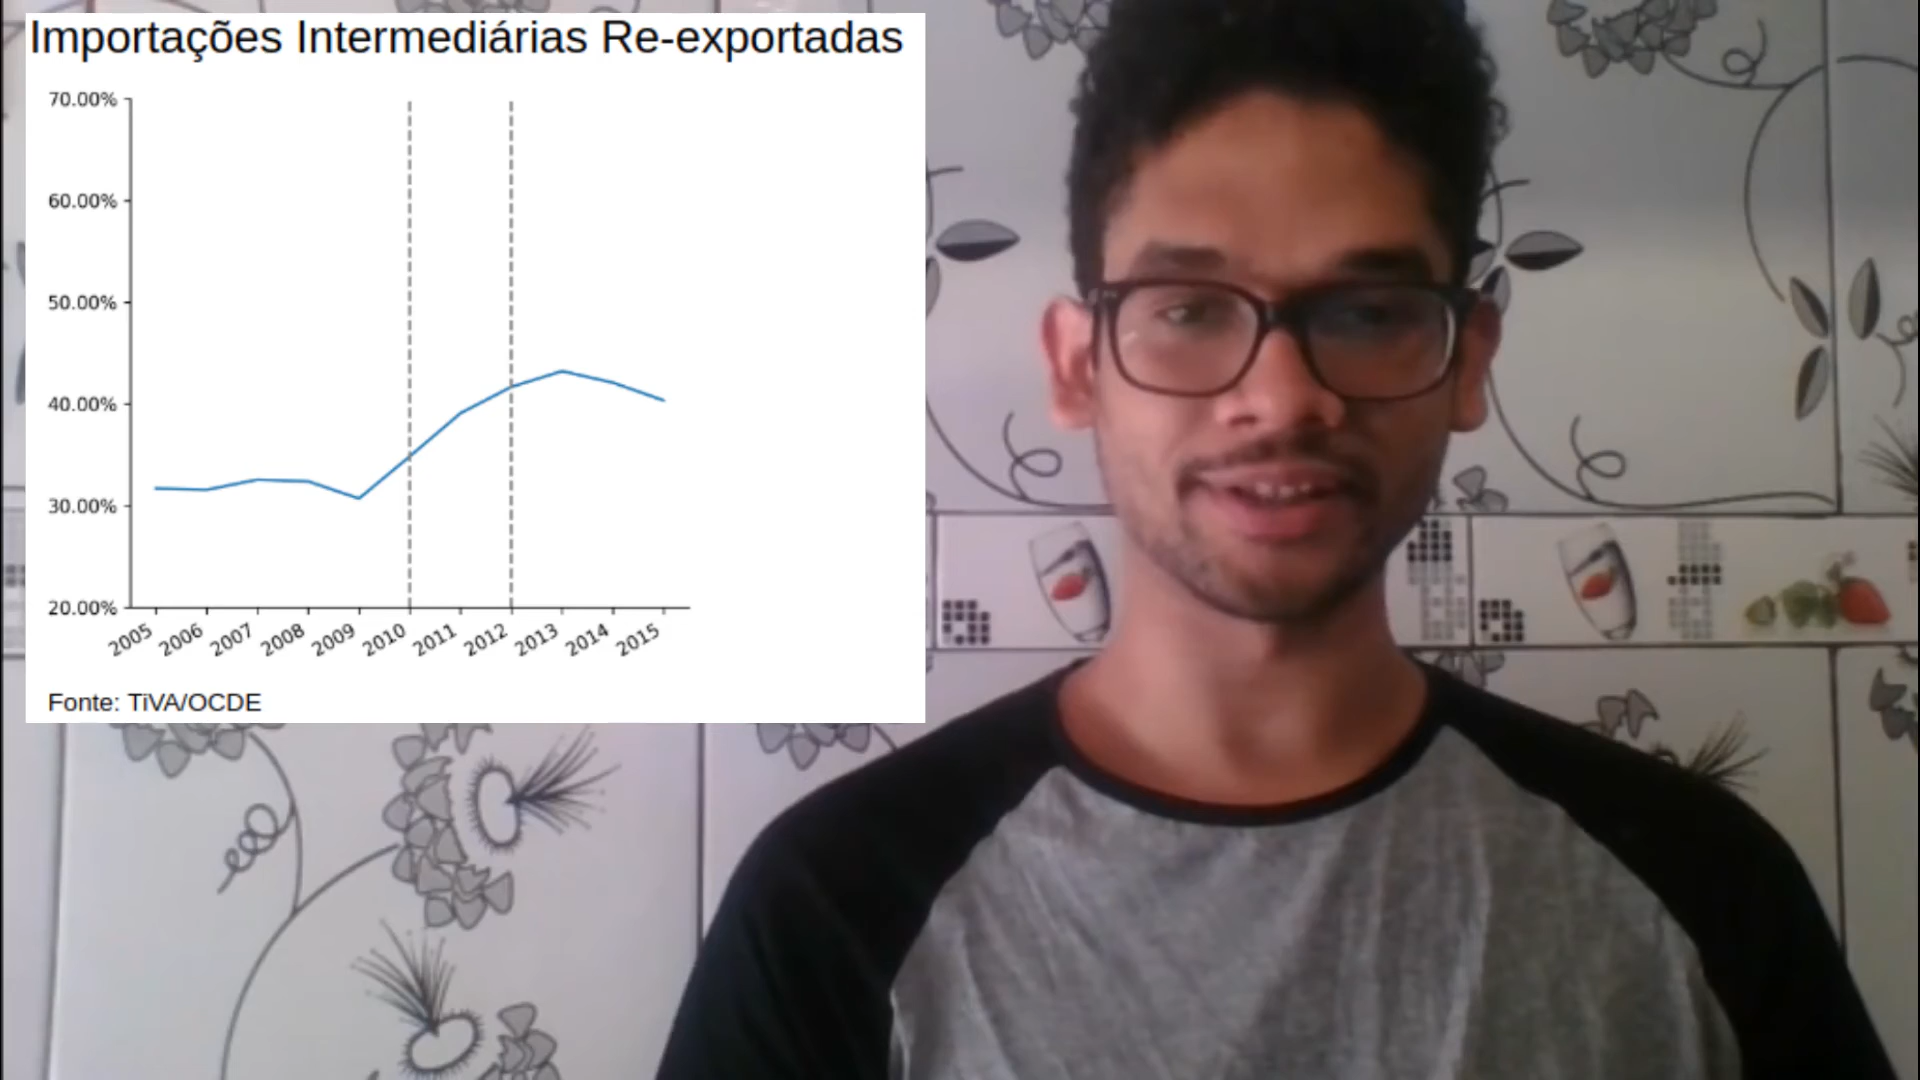 Importações Intermediárias Re-exportadas
70.00%
60.00%
50.00%
40.00%
30.00%
20.00%
2005 2006 2007 2008 2009 2010 2011 2012 2013 2014 2015
Fonte: TiVA/OCDE